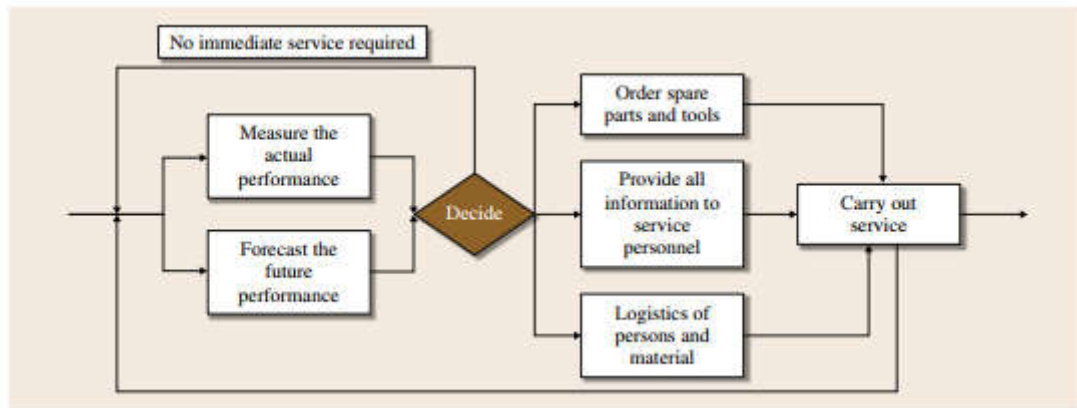 No immediate service required
Measure the
actual
performance
Forecast the
future
performance
Decide
Order spare
parts and tools
Provide all
information to
service
personnel
Logistics of
persons and
material
Carry out
service